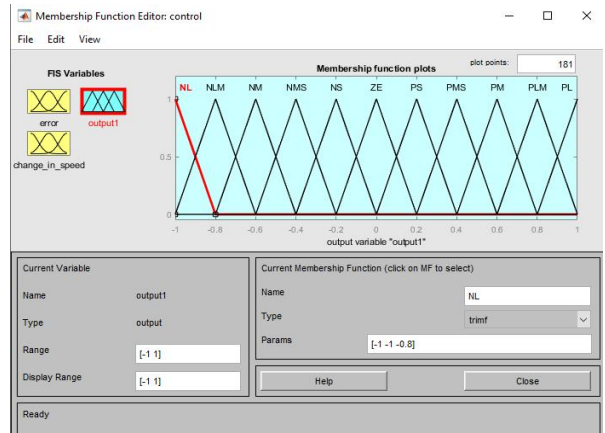 Membership Function Editor: control
File Edit View
FIS Variables
Membership function plots
plot points:
181
NL NLM NM NMS NS ZE PS PMS PM PLM PL
error
output1
change_in_speed
1
0.5
0
-1 -0.8 -0.6 -0.4 -0.2 0 0.2 0.4 0.6 0.8 1
output variable "output1"
Current Variable
Name output1
Type output
Range [-1 1]
Display Range [-1 1]
Current Membership Function (click on MF to select)
Name NL
Type trimf
Params [-1 -1 -0.8]
Help Close
Ready